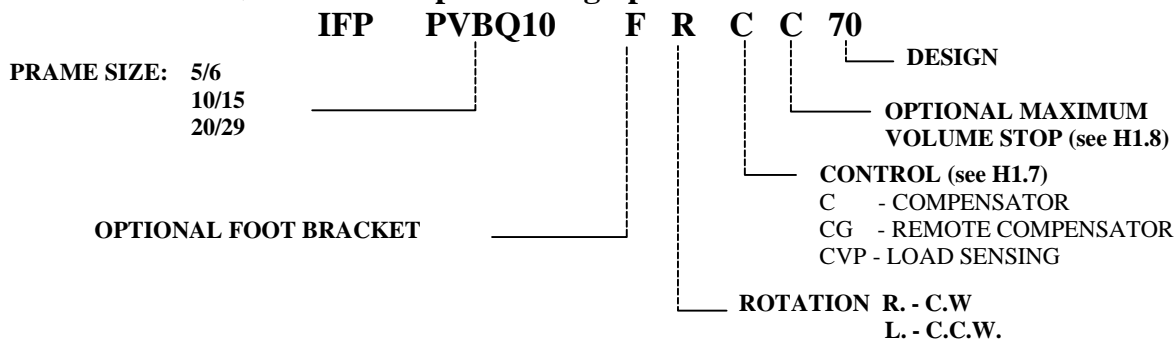 IFP PVBQ10 F R C C 70
DESIGN
PRAME SIZE: 5/6
10/15
20/29
OPTIONAL MAXIMUM
VOLUME STOP (see H1.8)
CONTROL (see H1.7)
C - COMPENSATOR
CG - REMOTE COMPENSATOR
CVP - LOAD SENSING
OPTIONAL FOOT BRACKET
ROTATION R. - C.W
L. - C.C.W.